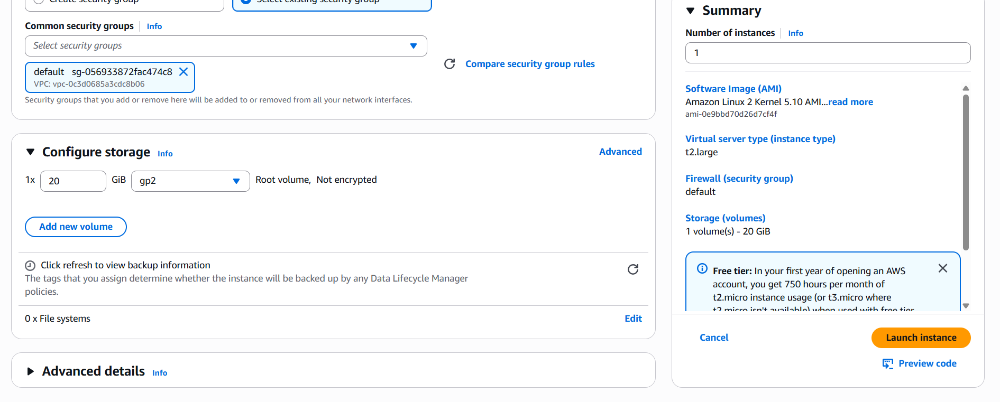 Create security group
Select existing security group
Common security groups Info
Select security groups
default sg-056933872fac474c8
VPC: vpc-0c3d0685a3cdc8b06
Compare security group rules
Security groups that you add or remove here will be added to or removed from all your network interfaces.
Configure storage Info
Advanced
1x 20 GiB gp2 Root volume, Not encrypted
Add new volume
Click refresh to view backup information
The tags that you assign determine whether the instance will be backed up by any Data Lifecycle Manager
policies.
0 x File systems
Edit
Advanced details Info
Summary
Number of instances Info
1
Software Image (AMI)
Amazon Linux 2 Kernel 5.10 AMI...read more
ami-0e9bbd70d26d7cf4f
Virtual server type (instance type)
t2.large
Firewall (security group)
default
Storage (volumes)
1 volume(s) - 20 GiB
Free tier: In your first year of opening an AWS
account, you get 750 hours per month of
t2.micro instance usage (or t3.micro where
t2.micro isn't available) when used with free tier
Cancel
Launch instance
Preview code